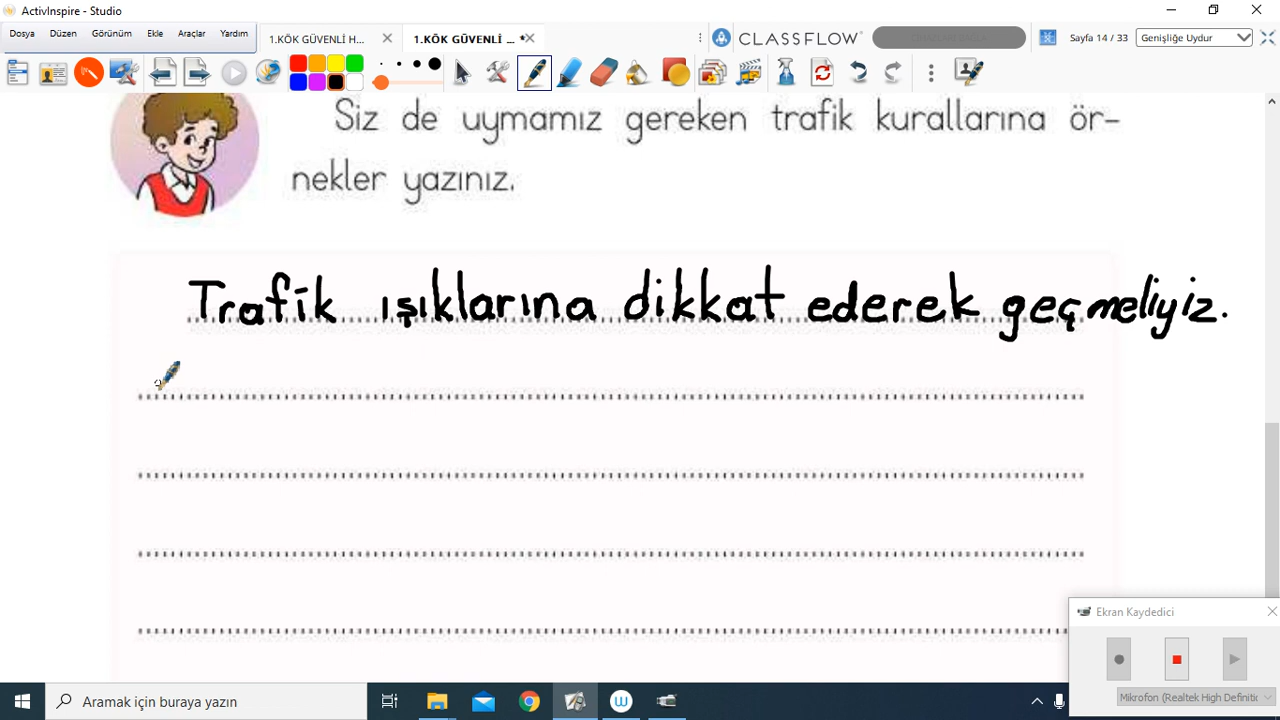 ActivInspire - Studio
Dosya Düzen Görünüm Ekle Araçlar Yardım
1.KÖK GÜVENLİ H... 1.KÖK GÜVENLİ ... *
CLASSFLOW
Sayfa 14 / 33
Genişliğe Uydur
Siz de uymamız gereken trafik kurallarına ör-
nekler yazınız.
Trafik ışıklarına dikkat ederek geçmeliyiz.
Ekran Kaydedici
Mikrofon (Realtek High Definitic
Aramak için buraya yazın